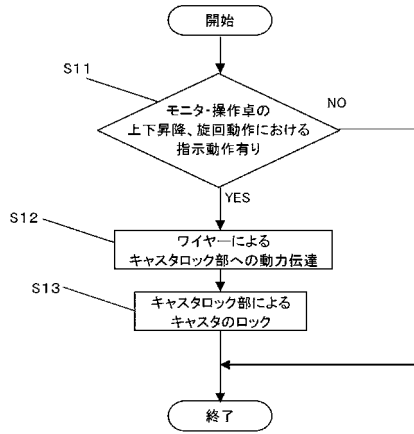 開始
S11
モニタ・操作卓の
上下昇降、旋回動作における
指示動作有り
NO
YES
S12
ワイヤーによる
キャスタロック部への動力伝達
S13
キャスタロック部による
キャスタのロック
終了